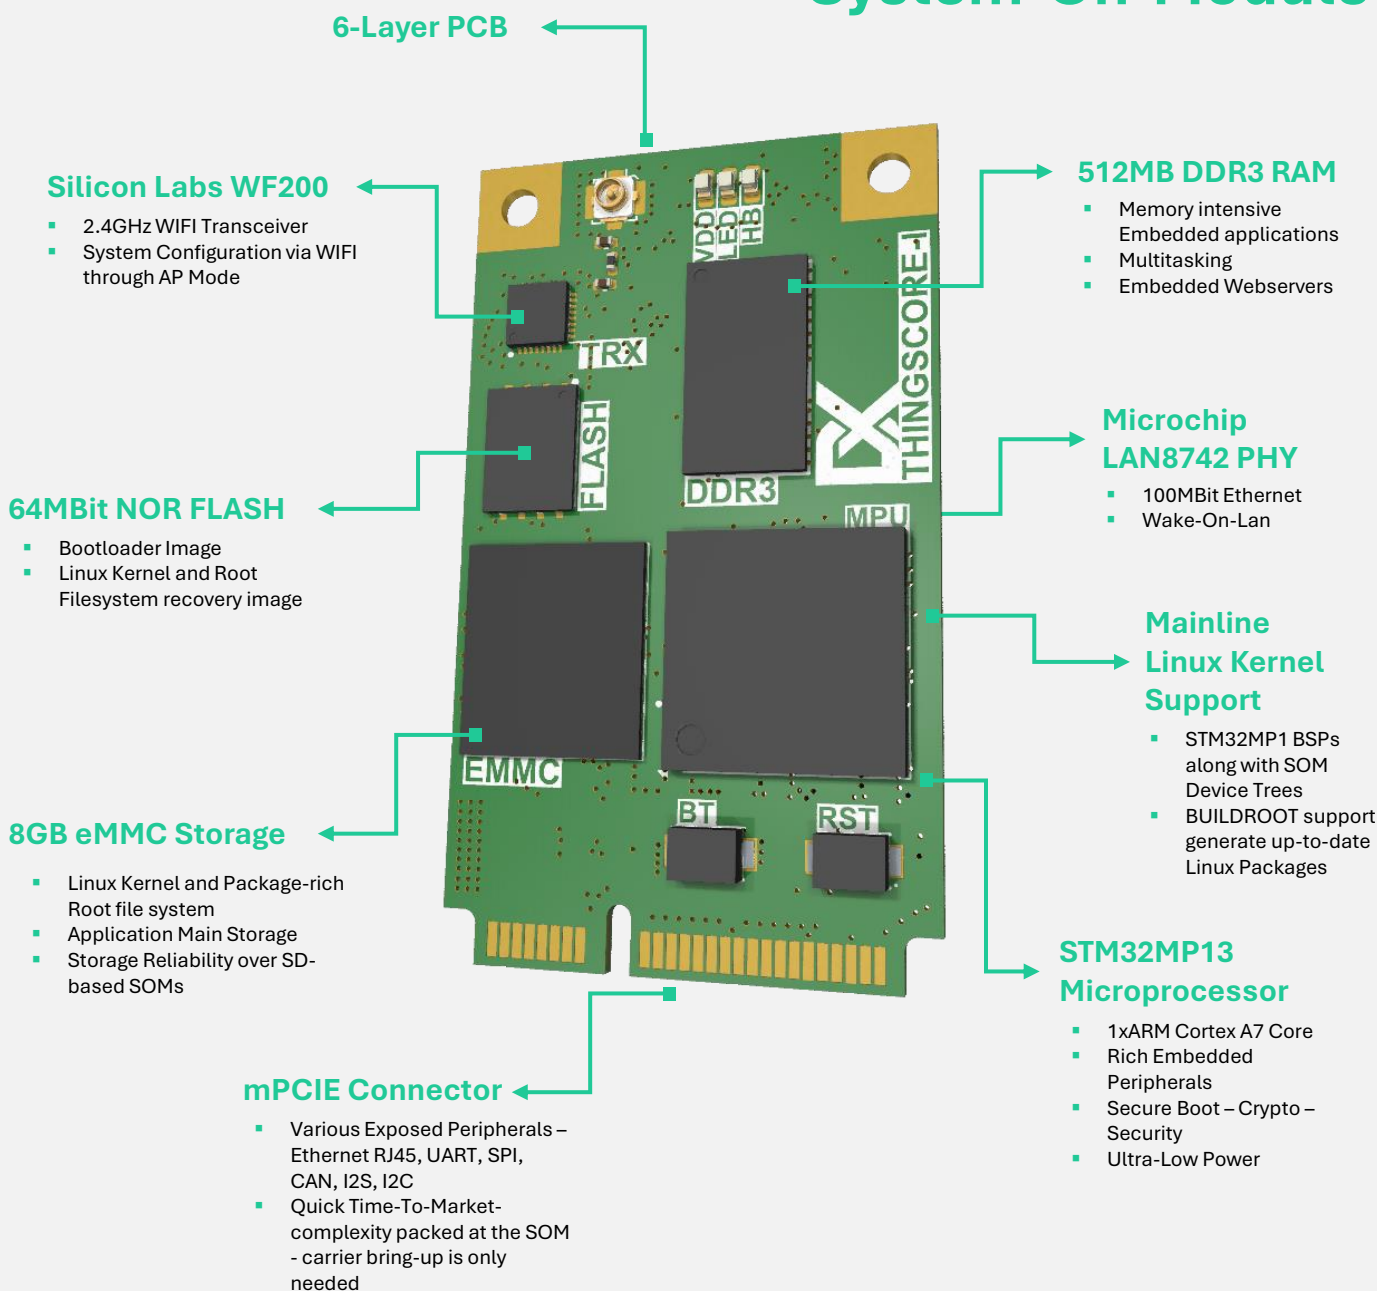 System-On-Module
6-Layer PCB
Silicon Labs WF200
2.4GHz WIFI Transceiver
System Configuration via WIFI
through AP Mode
64MBit NOR FLASH
Bootloader Image
Linux Kernel and Root
Filesystem recovery image
8GB eMMC Storage
Linux Kernel and Package-rich
Root file system
Application Main Storage
Storage Reliability over SD-
based SOMs
mPCIE Connector
Various Exposed Peripherals –
Ethernet RJ45, UART, SPI,
CAN, I2S, I2C
Quick Time-To-Market-
complexity packed at the SOM
- carrier bring-up is only
needed
VDD
LED
HB
TRX
FLASH
DDR3
THINGSCORE-I
MPU
EMMC
BT
RST
512MB DDR3 RAM
Memory intensive
Embedded applications
Multitasking
Embedded Webservers
Microchip
LAN8742 PHY
100MBit Ethernet
Wake-On-Lan
Mainline
Linux Kernel
Support
STM32MP1 BSPs
along with SOM
Device Trees
BUILDROOT support
generate up-to-date
Linux Packages
STM32MP13
Microprocessor
1xARM Cortex A7 Core
Rich Embedded
Peripherals
Secure Boot – Crypto –
Security
Ultra-Low Power